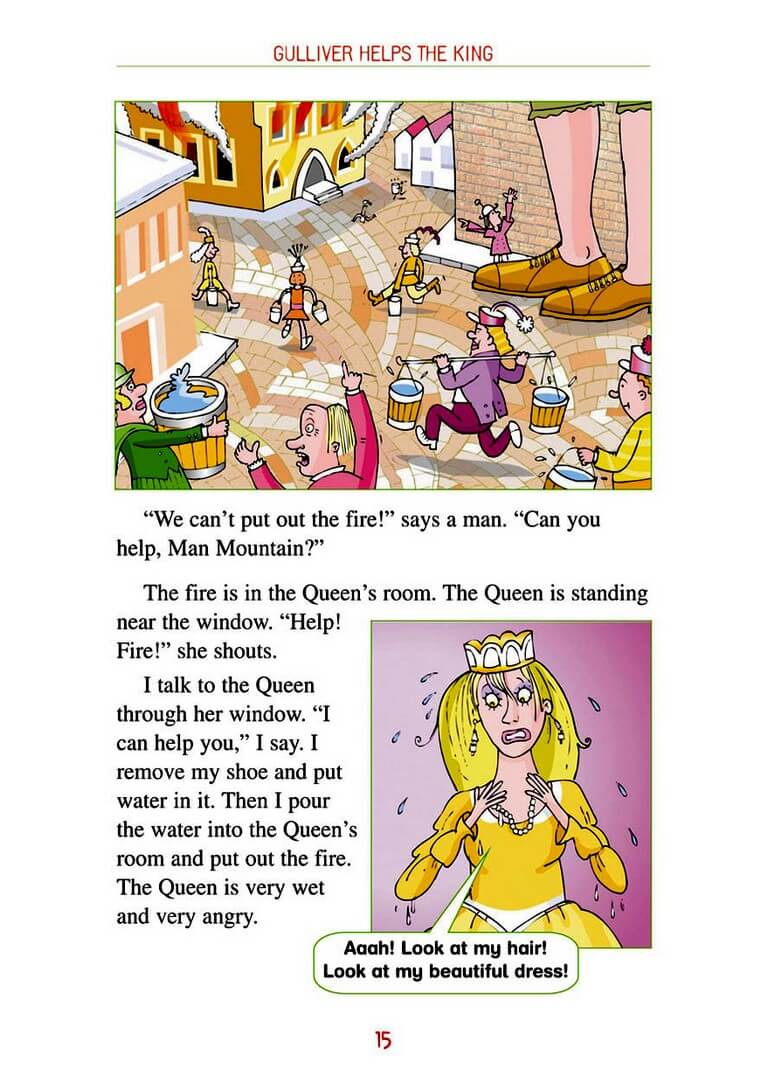 GULLIVER HELPS THE KING
“We can’t put out the fire!” says a man. “Can you
help, Man Mountain?”
The fire is in the Queen’s room. The Queen is standing
near the window. “Help!
Fire!” she shouts.
I talk to the Queen
through her window. “I
can help you,” I say. I
remove my shoe and put
water in it. Then I pour
the water into the Queen’s
room and put out the fire.
The Queen is very wet
and very angry.
Aaah! Look at my hair!
Look at my beautiful dress!
15